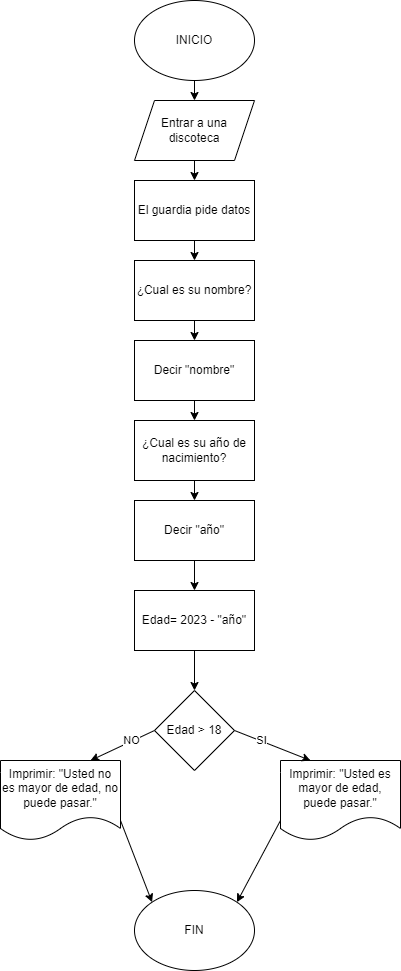 INICIO
Entrar a una
discoteca
El guardia pide datos
¿Cual es su nombre?
Decir "nombre"
¿Cual es su año de
nacimiento?
Decir "año"
Edad= 2023 - "año"
Edad > 18
NO
SI
Imprimir: "Usted no
es mayor de edad, no
puede pasar."
Imprimir: "Usted es
mayor de edad,
puede pasar."
FIN